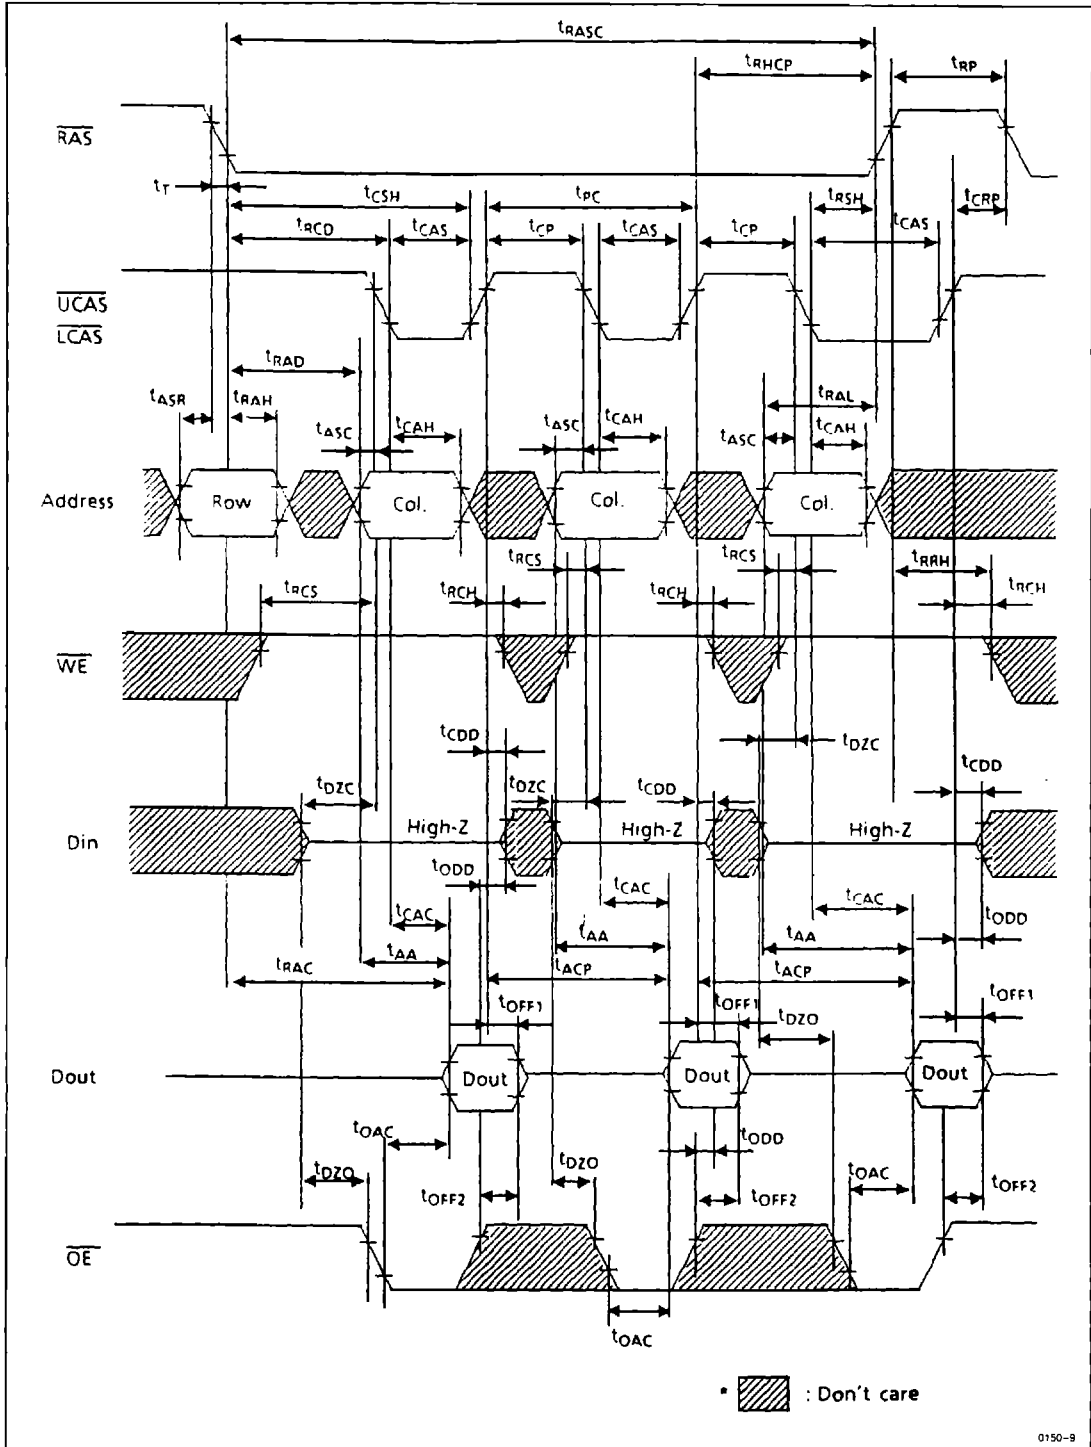 tRASC
tRHCP
tRP
RAS
tT
tCSH
tPC
tRSH
tCRP
tRCD
tCAS
tCP
tCAS
tCP
tCAS
UCAS
LCAS
tRAD
tASR
tRAH
tRAL
tASC
tCAH
tASC
tCAH
tASC
tCAH
Address
Row
Col.
Col.
Col.
tRCS
tRCS
tRRH
tRCS
tRCH
tRCH
tRCH
WE
tCDD
tDZC
tDZC
tDZC
tCDD
tCDD
Din
High-Z
High-Z
High-Z
tODD
tCAC
tCAC
tCAC
tODD
tAA
tAA
tAA
tRAC
tACP
tACP
tOFF1
tOFF1
tDZO
tOFF1
Dout
Dout
Dout
Dout
tOAC
tODD
tDZO
tDZO
tOAC
tOFF2
tOFF2
tOFF2
OE
tOAC
* : Don't care
0150-9